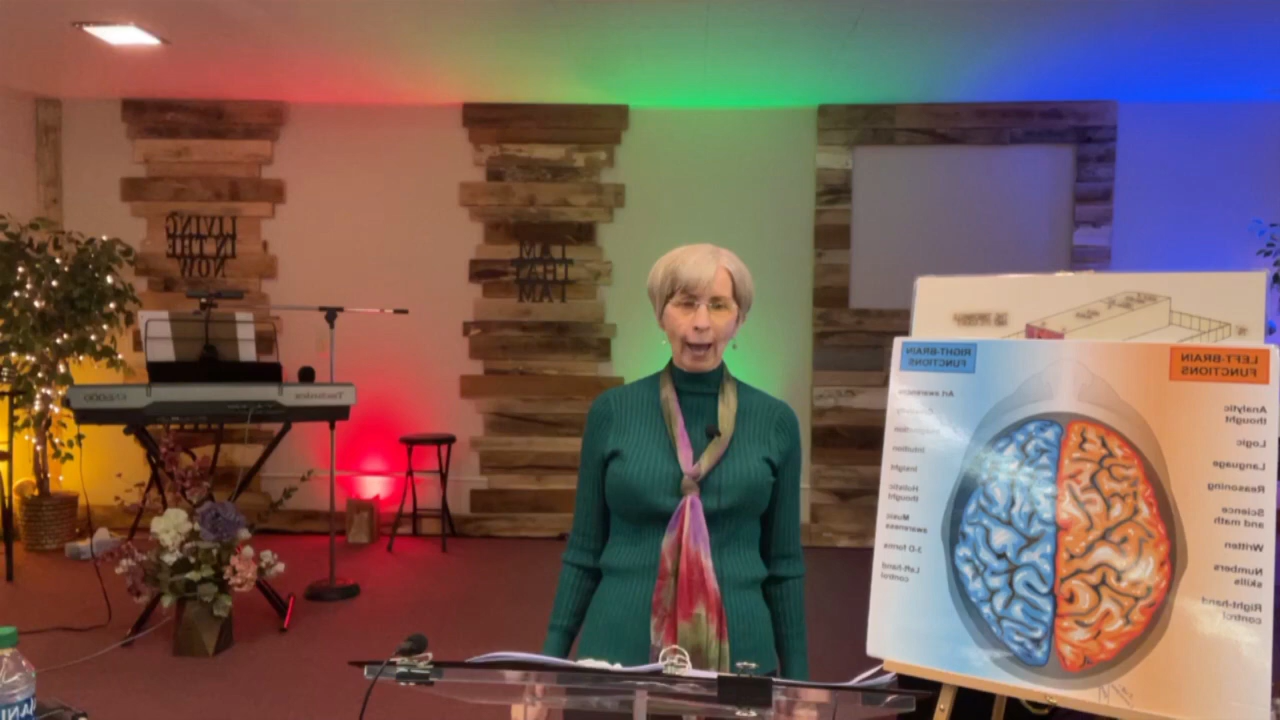 LIVING
IN THE
NOW
I AM
THAT
I AM
Technics
RIGHT-BRAIN
FUNCTIONS
Art awareness
Creativity
Imagination
Intuition
Insight
Holistic
thought
Music
awareness
3-D forms
Left-hand
control
LEFT-BRAIN
FUNCTIONS
Analytic
thought
Logic
Language
Reasoning
Science
and math
Written
Numbers
skills
Right-hand
control